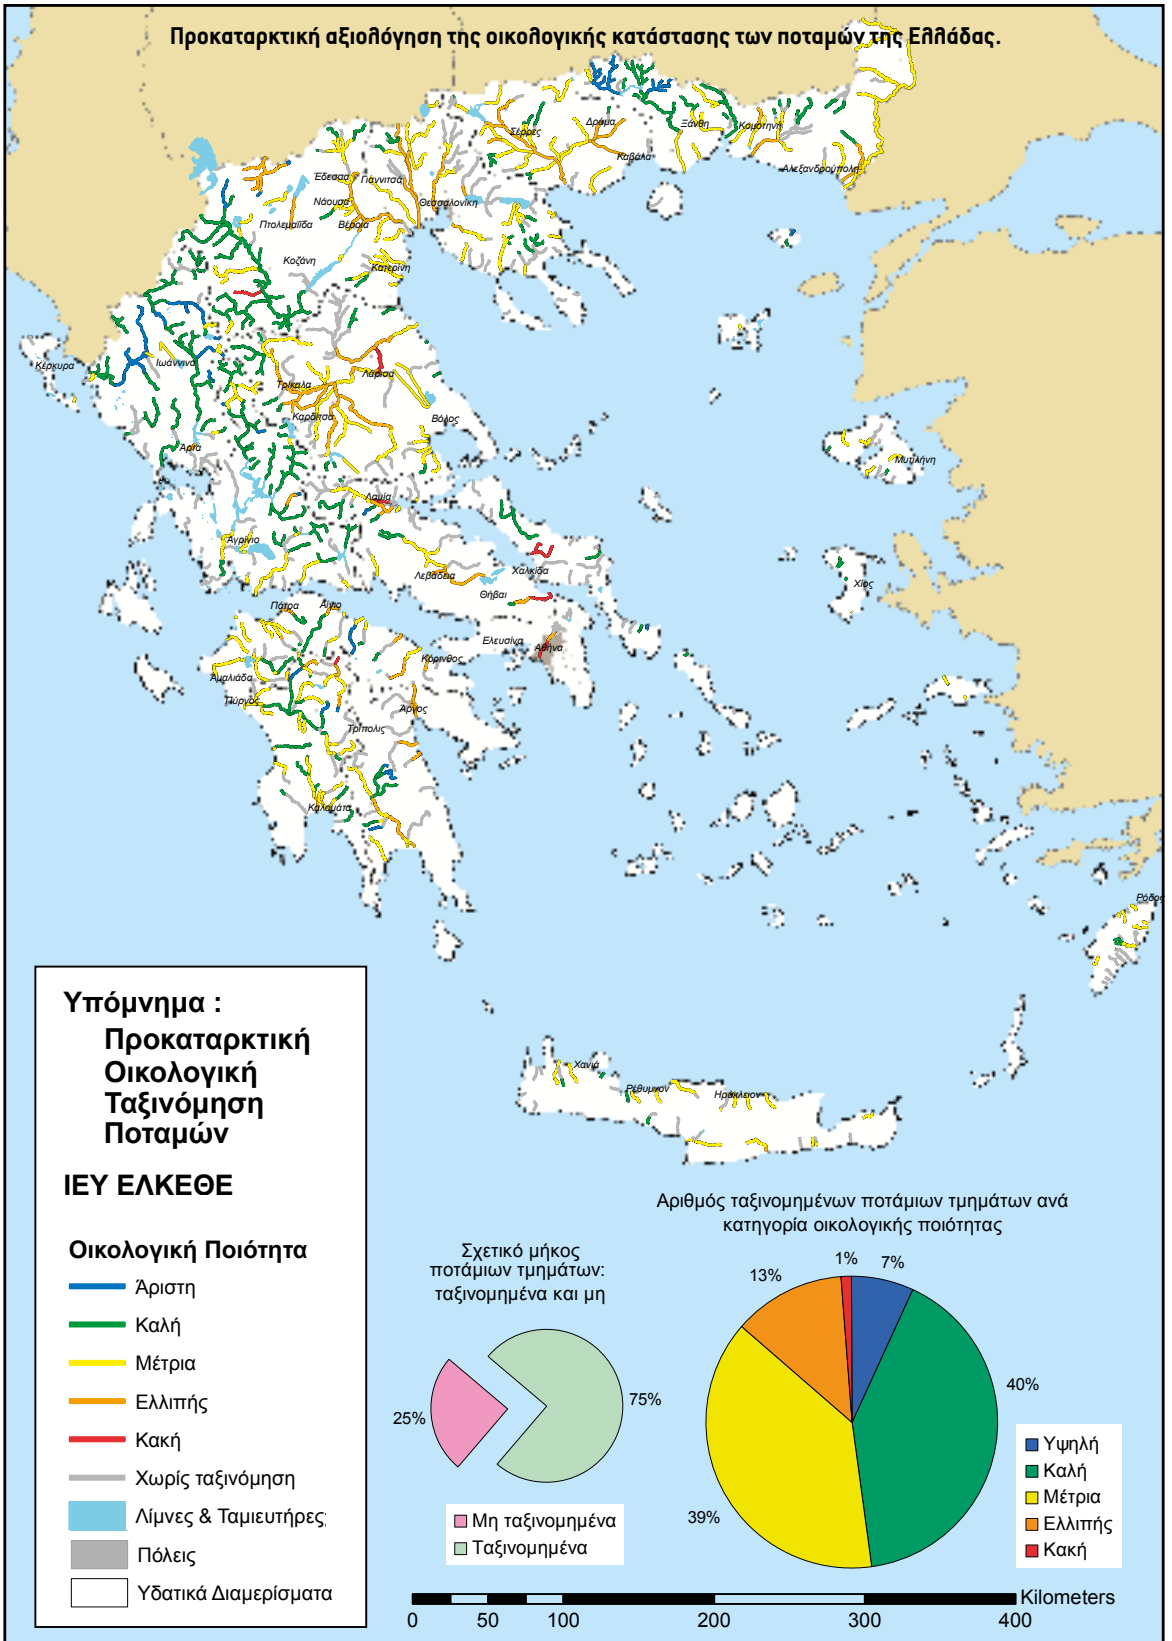 Προκαταρκτική αξιολόγηση της οικολογικής κατάστασης των ποταμών της Ελλάδας.
Σέρρες
Δράμα
Ξάνθη
Κομοτηνή
Καβάλα
Αλεξανδρούπολη
Έδεσσα
Γιαννιτσά
Νάουσα
Θεσσαλονίκη
Πτολεμαΐδα
Βέροια
Κοζάνη
Κατερίνη
Κέρκυρα
Ιωάννινα
Τρίκαλα
Λάρισα
Καρδίτσα
Βόλος
Άρτα
Μυτιλήνη
Λαμία
Αγρίνιο
Λεβάδεια
Χαλκίδα
Θήβαι
Χίος
Πάτρα
Αίγιο
Ελευσίνα
Αθήνα
Κόρινθος
Αμαλιάδα
Πύργος
Άργος
Τρίπολις
Καλαμάτα
Ρόδος
Χανιά
Ρέθυμνον
Ηράκλειον
Υπόμνημα :
Προκαταρκτική
Οικολογική
Ταξινόμηση
Ποταμών
ΙΕΥ ΕΛΚΕΘΕ
Οικολογική Ποιότητα
Άριστη
Καλή
Μέτρια
Ελλιπής
Κακή
Χωρίς ταξινόμηση
Λίμνες & Ταμιευτήρες;
Πόλεις
Υδατικά Διαμερίσματα
Σχετικό μήκος
ποτάμιων τμημάτων:
ταξινομημένα και μη
25%
75%
Μη ταξινομημένα
Ταξινομημένα
Αριθμός ταξινομημένων ποτάμιων τμημάτων ανά
κατηγορία οικολογικής ποιότητας
1%
7%
13%
40%
39%
Υψηλή
Καλή
Μέτρια
Ελλιπής
Κακή
Kilometers
0 50 100 200 300 400